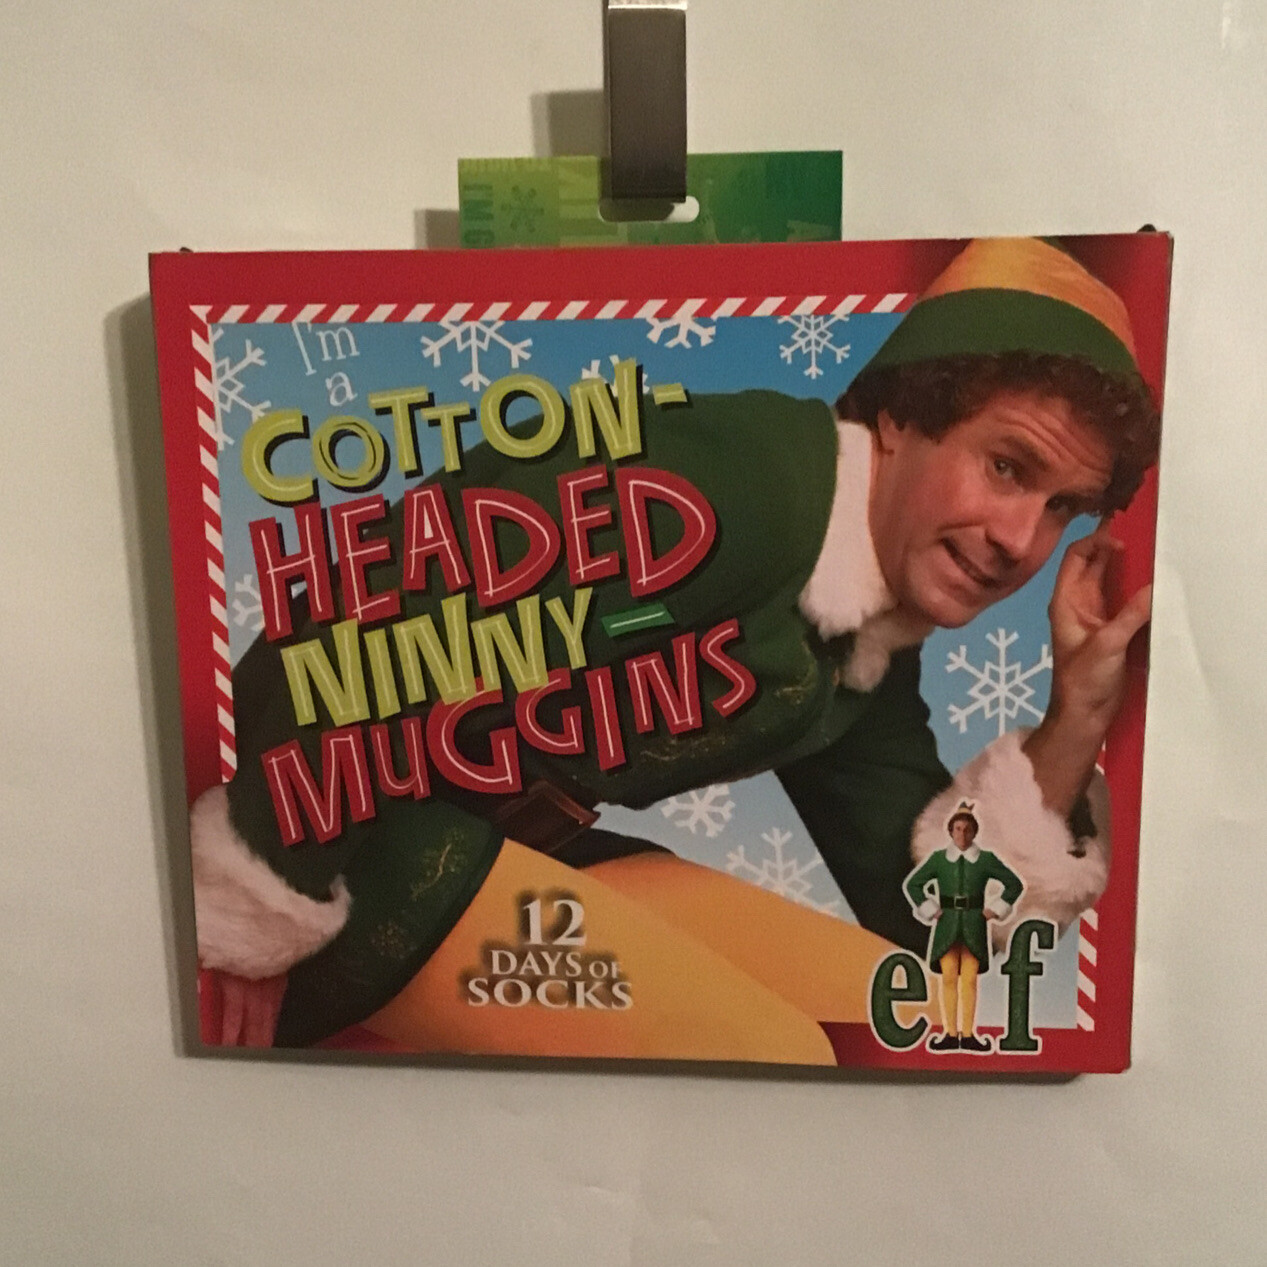 I'm
a
COTTON-
HEADED
NINNY-
MUGGINS
12
DAYS OF
SOCKS
elf